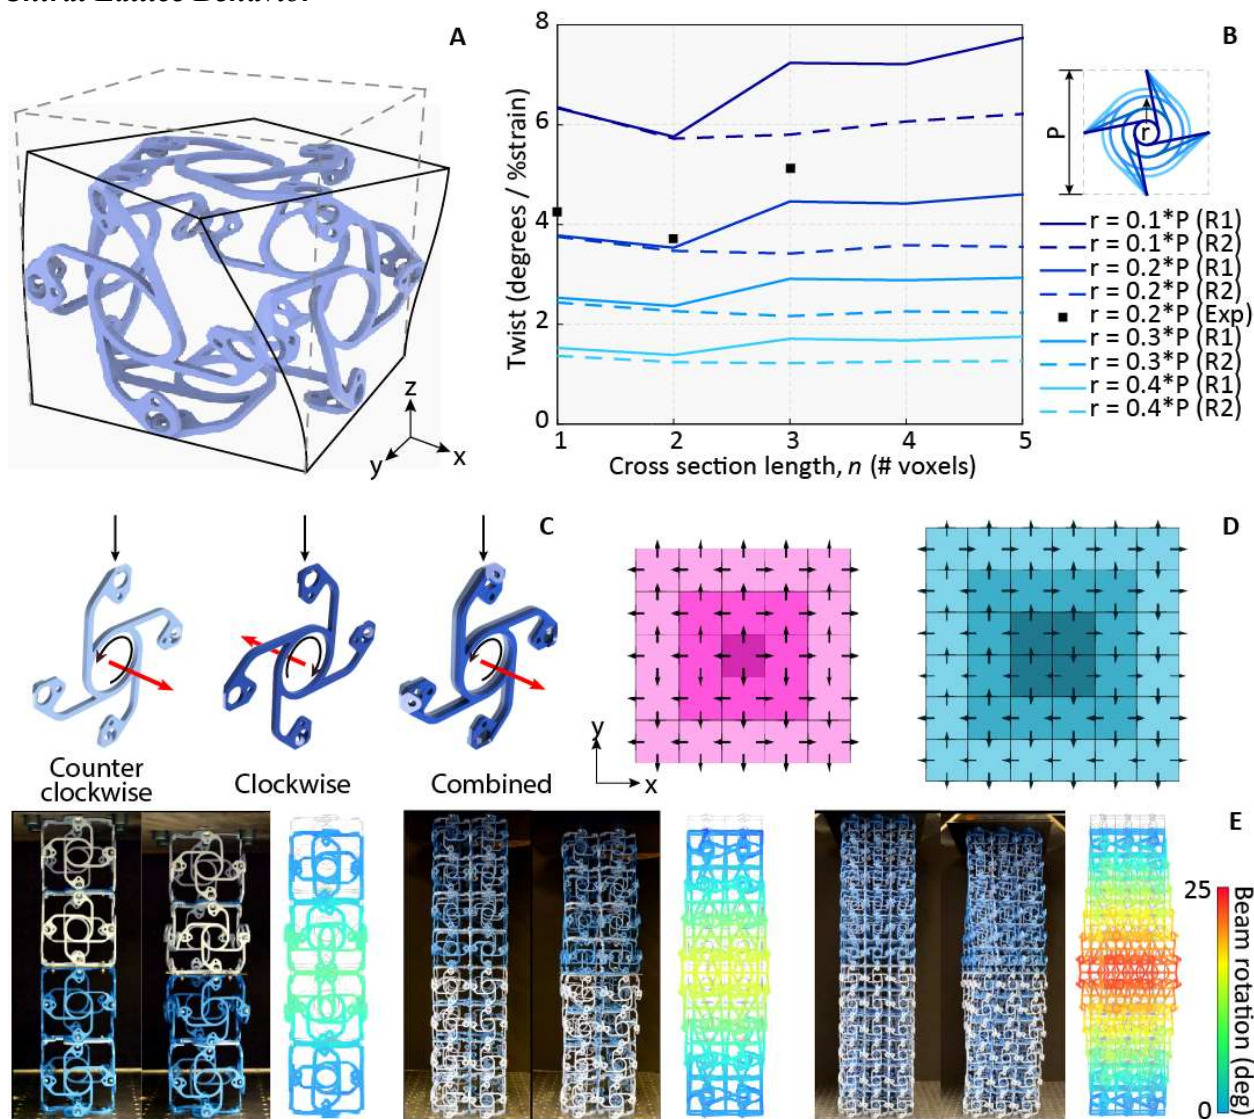 Chiral Lattice Behavior
A
z
y
x
8
6
4
2
0
Twist (degrees / %strain)
1 2 3 4 5
Cross section length, n (# voxels)
B
P
r
r = 0.1*P (R1)
r = 0.1*P (R2)
r = 0.2*P (R1)
r = 0.2*P (R2)
r = 0.2*P (Exp)
r = 0.3*P (R1)
r = 0.3*P (R2)
r = 0.4*P (R1)
r = 0.4*P (R2)
C
Counter
clockwise
Clockwise
Combined
D
y
x
E
25
0
Beam rotation (deg)